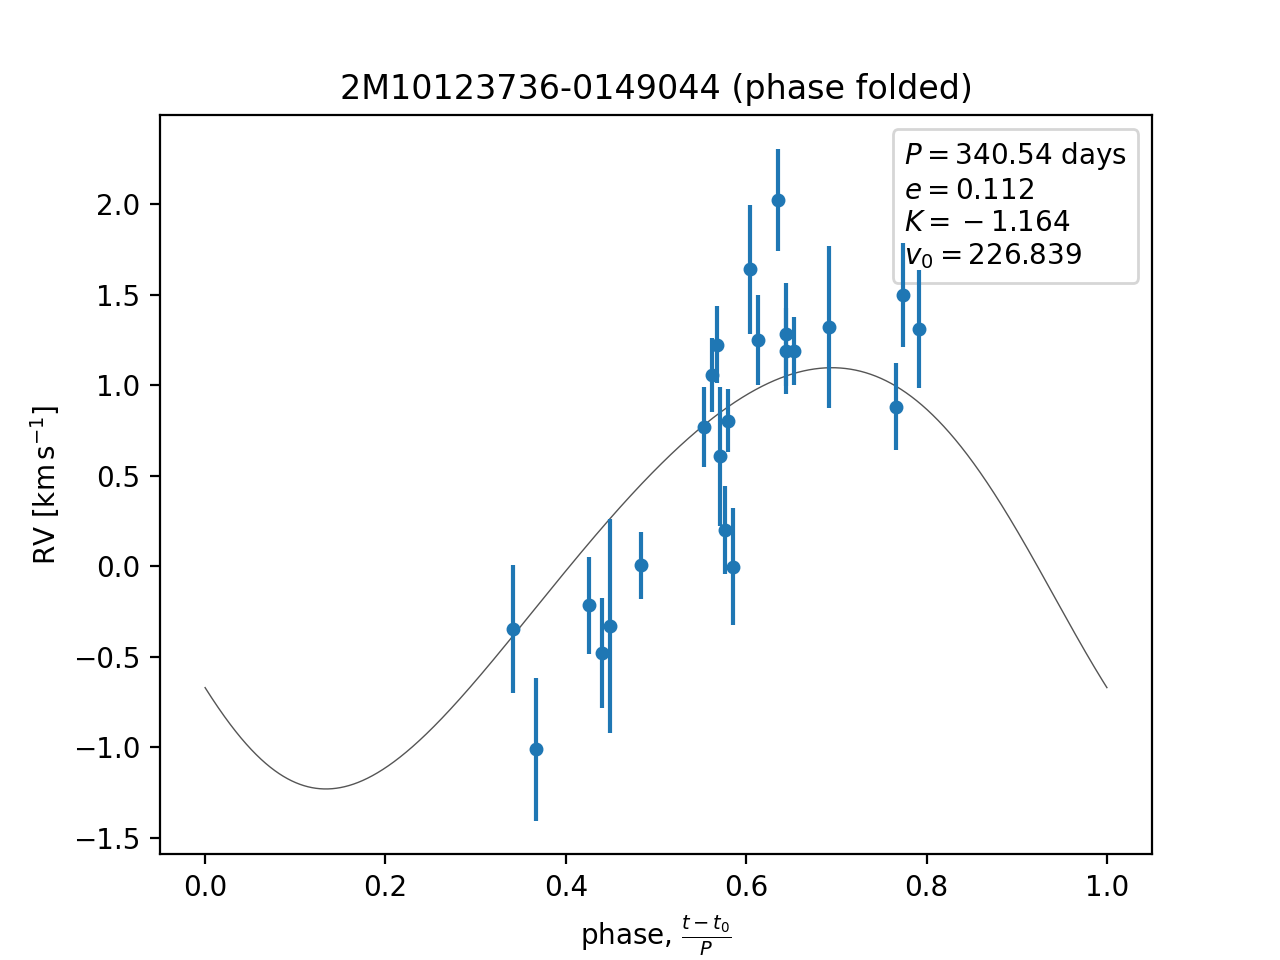 2M10123736-0149044 (phase folded)
P = 340.54 days
e = 0.112
K = −1.164
v₀ = 226.839
2.0
1.5
1.0
0.5
0.0
−0.5
−1.0
−1.5
RV [km s⁻¹]
0.0 0.2 0.4 0.6 0.8 1.0
phase, (t − t₀)/P